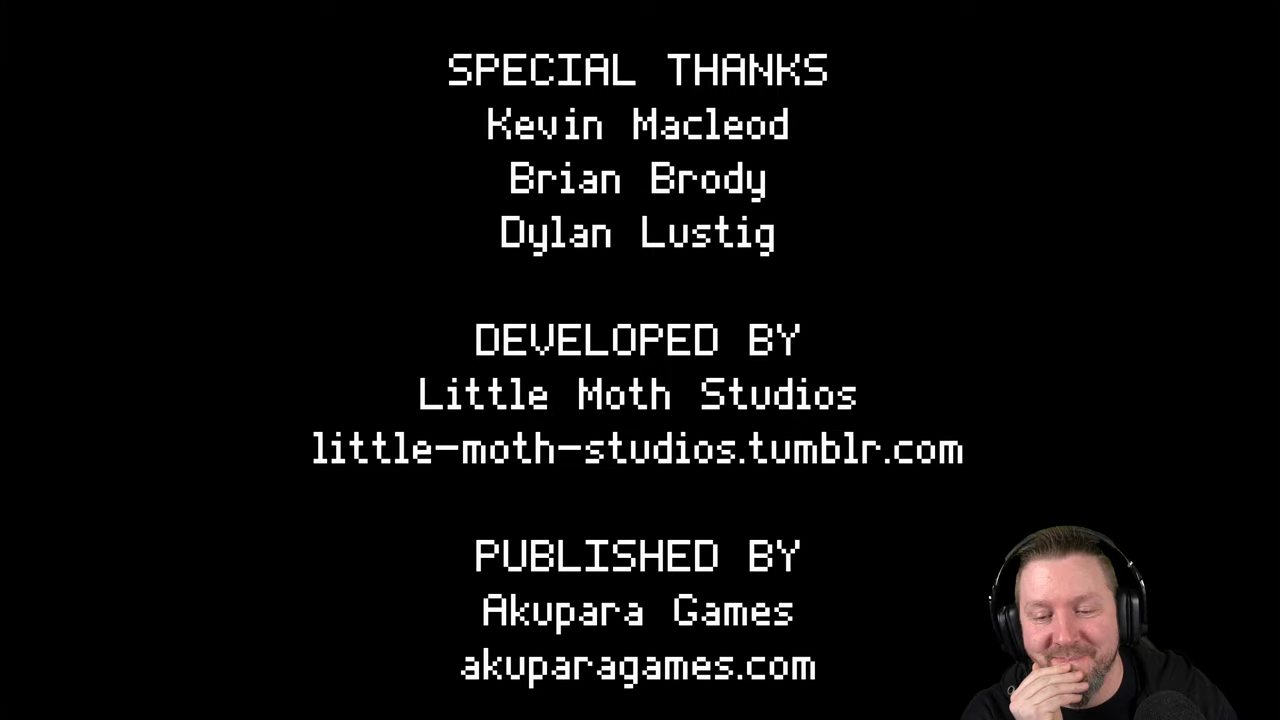 SPECIAL THANKS
Kevin Macleod
Brian Brody
Dylan Lustig
DEVELOPED BY
Little Moth Studios
little-moth-studios.tumblr.com
PUBLISHED BY
Akupara Games
akuparagames.com